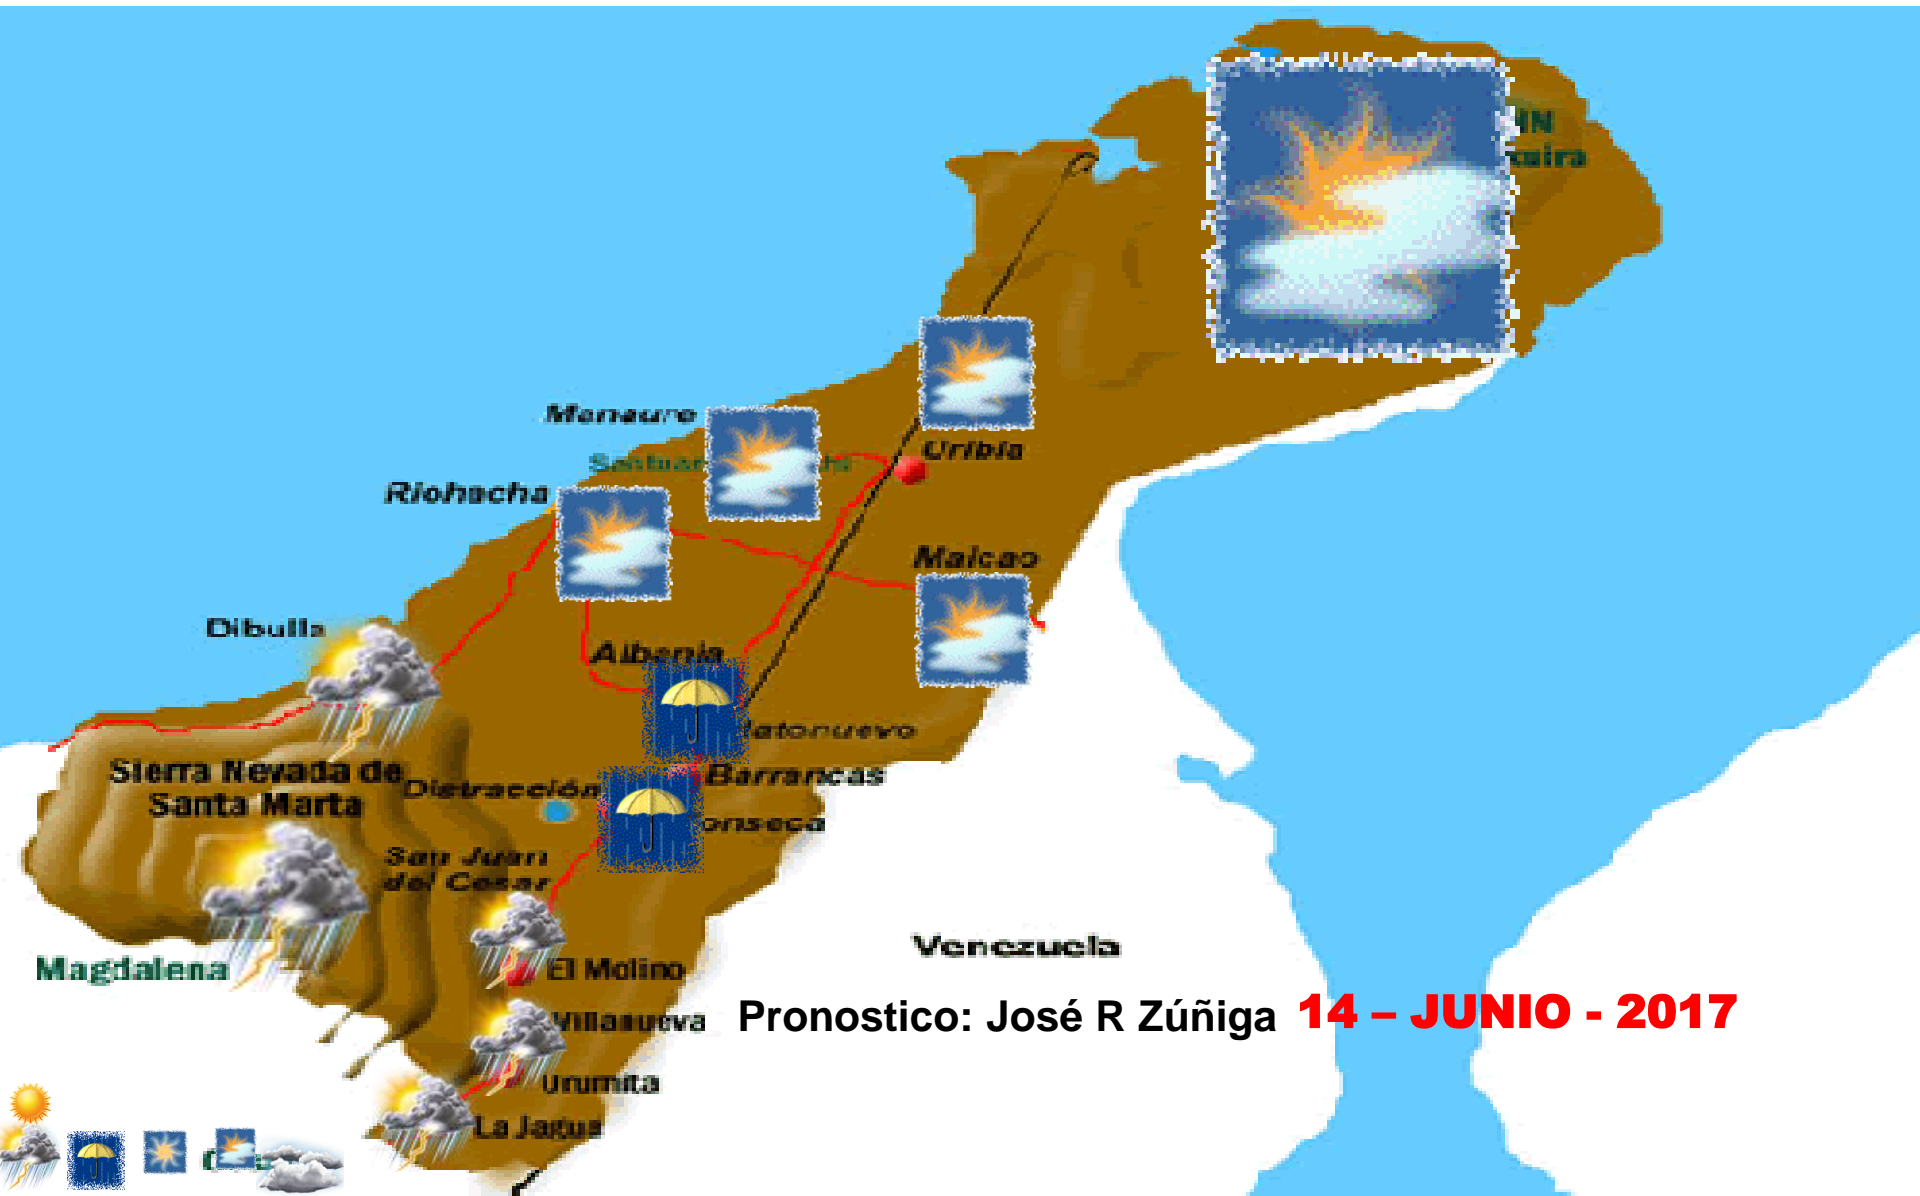 Manaure
Uribia
Riohacha
Maicao
Dibulla
Albania
Sierra Nevada de
Santa Marta
Distracción
Barrancas
San Juan
del Cesar
Venezuela
Magdalena
El Molino
Villanueva
Pronostico: José R Zúñiga 14 – JUNIO - 2017
Urumita
La Jagua